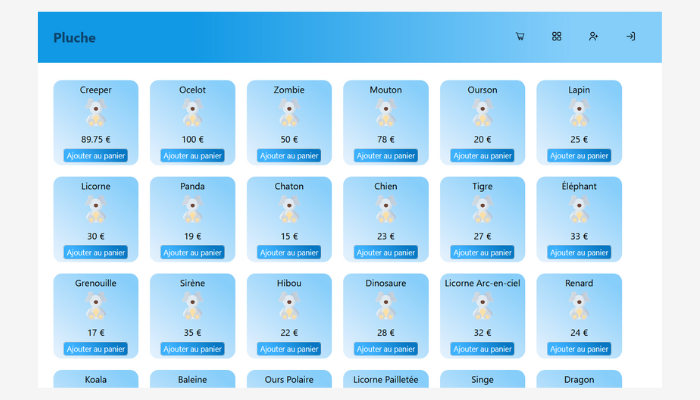 Pluche
Creeper Ocelot Zombie Mouton Ourson Lapin
89.75 € 100 € 50 € 78 € 20 € 25 €
Ajouter au panier Ajouter au panier Ajouter au panier Ajouter au panier Ajouter au panier Ajouter au panier
Licorne Panda Chaton Chien Tigre Éléphant
30 € 19 € 15 € 23 € 27 € 33 €
Ajouter au panier Ajouter au panier Ajouter au panier Ajouter au panier Ajouter au panier Ajouter au panier
Grenouille Sirène Hibou Dinosaure Licorne Arc-en-ciel Renard
17 € 35 € 22 € 28 € 32 € 24 €
Ajouter au panier Ajouter au panier Ajouter au panier Ajouter au panier Ajouter au panier Ajouter au panier
Koala Baleine Ours Polaire Licorne Pailletée Singe Dragon